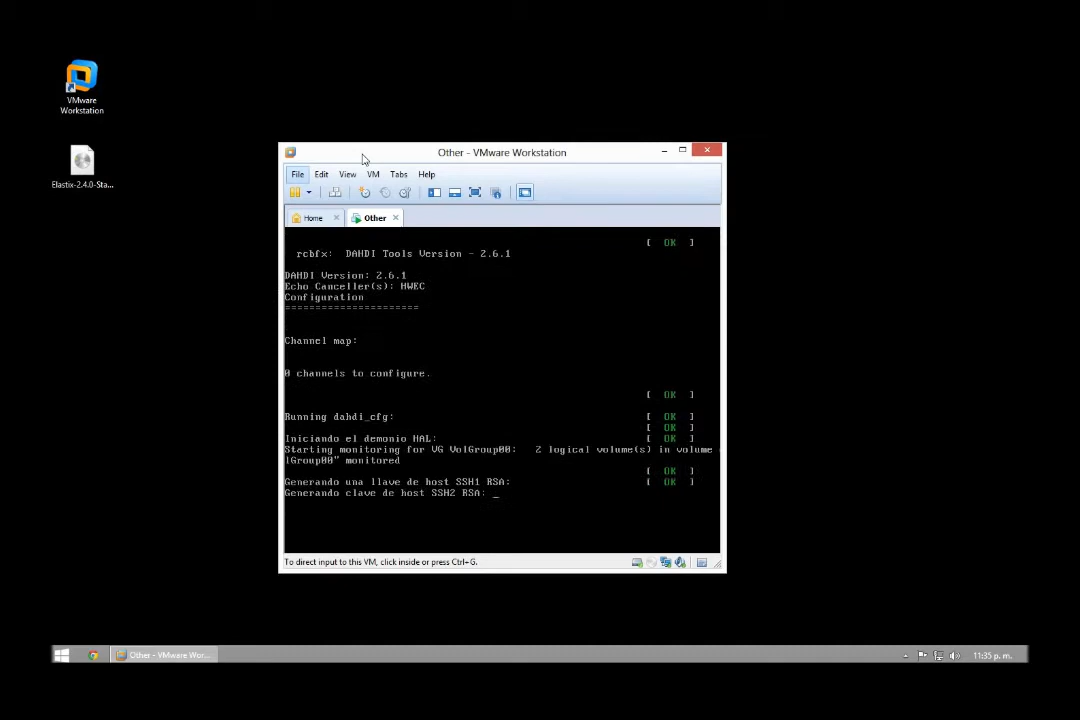 VMware
Workstation
Elastix-2.4.0-Sta...
Other - VMware Workstation
File Edit View VM Tabs Help
Home Other
[ OK ]
rcbfx: DAHDI Tools Version - 2.6.1
DAHDI Version: 2.6.1
Echo Canceller(s): HWEC
Configuration
======================
Channel map:
0 channels to configure.
[ OK ]
Running dahdi_cfg: [ OK ]
[ OK ]
Iniciando el demonio HAL: [ OK ]
Starting monitoring for VG VolGroup00: 2 logical volume(s) in volume
lGroup00" monitored
[ OK ]
Generando una llave de host SSH1 RSA: [ OK ]
Generando clave de host SSH2 RSA: _
To direct input to this VM, click inside or press Ctrl+G.
Other - VMware Wor...
11:35 p. m.